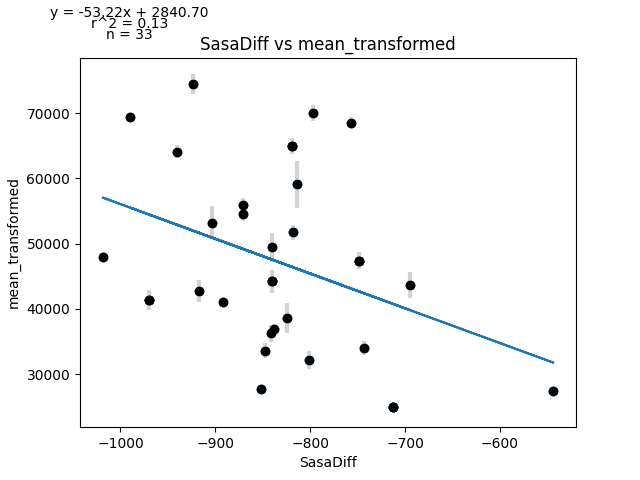 y = -53.22x + 2840.70
r^2 = 0.13
n = 33
SasaDiff vs mean_transformed
70000
60000
50000
40000
30000
mean_transformed
−1000
−900
−800
−700
−600
SasaDiff